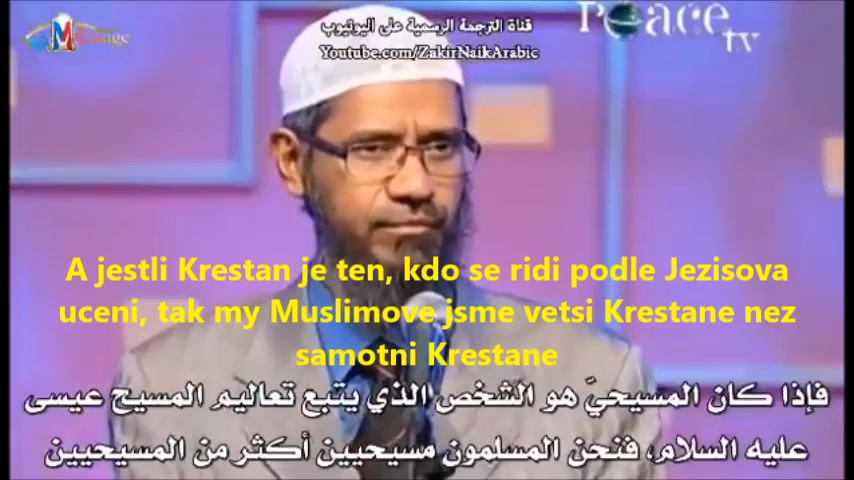 قناة الترجمة الرسمية على اليوتيوب
Youtube.com/ZakirNaikArabic
Peace
tv
A jestli Krestan je ten, kdo se ridi podle Jezisova
uceni, tak my Muslimove jsme vetsi Krestane nez
samotni Krestane
فإذا كان المسيحيّ هو الشخص الذي يتبع تعاليم المسيح عيسى
عليه السلام، فنحن المسلمون مسيحيين أكثر من المسيحيين